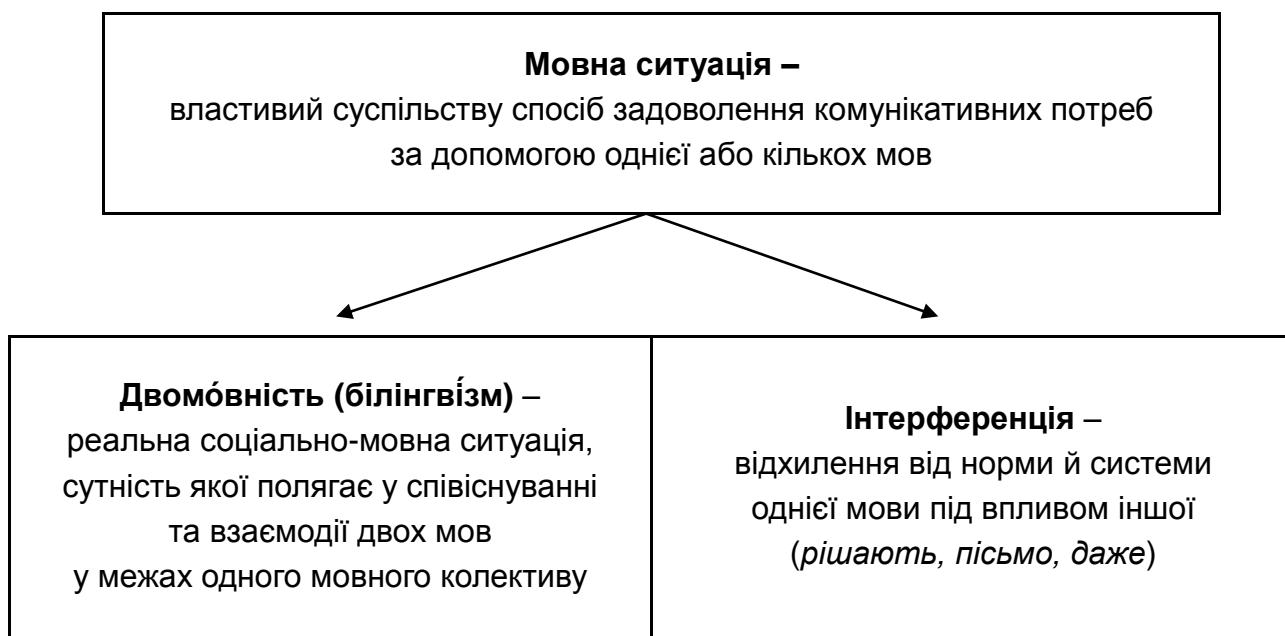 Мовна ситуація –
властивий суспільству спосіб задоволення комунікативних потреб
за допомогою однієї або кількох мов
Двомо́вність (білінгві́зм) –
реальна соціально-мовна ситуація,
сутність якої полягає у співіснуванні
та взаємодії двох мов
у межах одного мовного колективу
Інтерференція –
відхилення від норми й системи
однієї мови під впливом іншої
(рішають, пісьмо, даже)